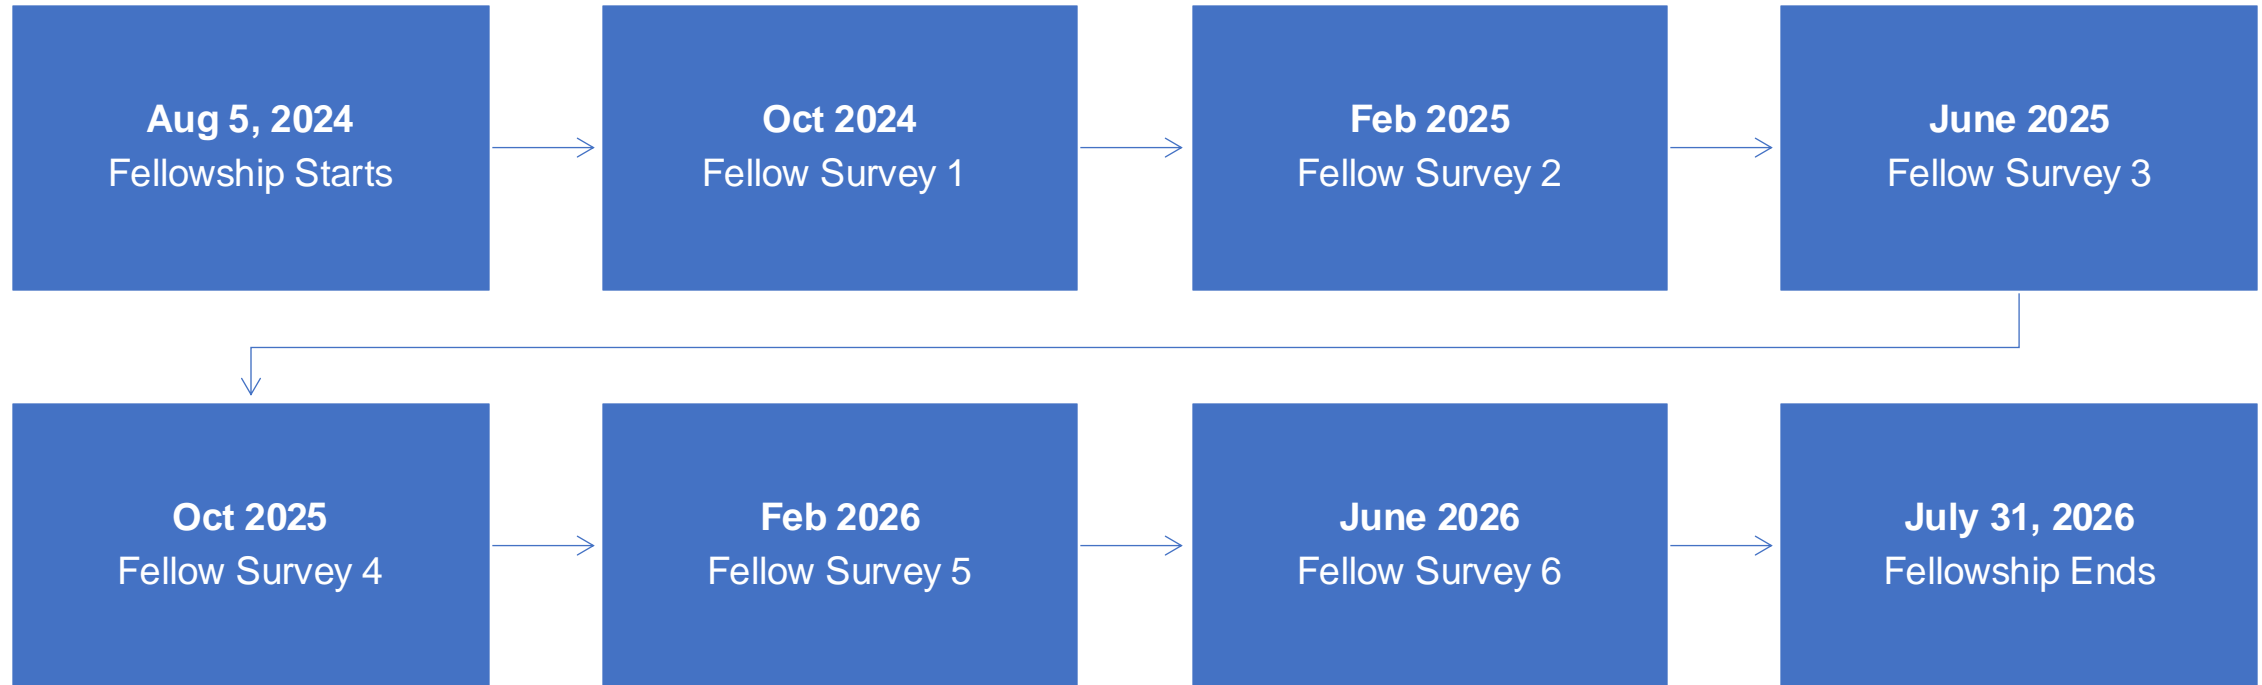 Aug 5, 2024
Fellowship Starts
Oct 2024
Fellow Survey 1
Feb 2025
Fellow Survey 2
June 2025
Fellow Survey 3
Oct 2025
Fellow Survey 4
Feb 2026
Fellow Survey 5
June 2026
Fellow Survey 6
July 31, 2026
Fellowship Ends